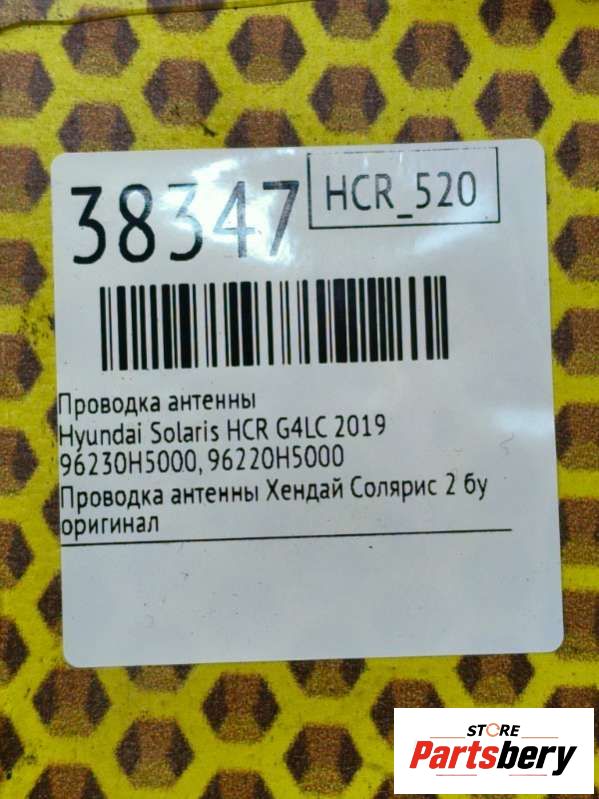 38347
HCR_520
Проводка антенны
Hyundai Solaris HCR G4LC 2019
96230H5000, 96220H5000
Проводка антенны Хендай Солярис 2 бу
оригинал
STORE
Partsbery